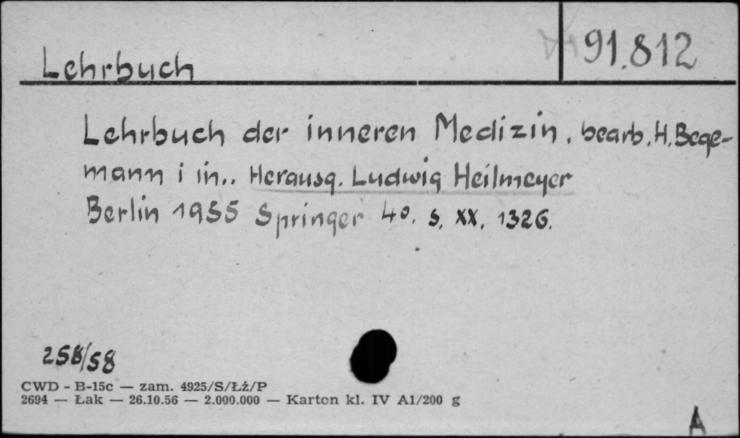 Lehrbuch
91.812
Lehrbuch der inneren Medizin, bearb. H. Bege-
mann i in.. Herausg. Ludwig Heilmeyer
Berlin 1955 Springer 4o. s. XX, 1326.
258/58
CWD - B-15c — zam. 4925/S/Łż/P
2694 — Łak — 26.10.56 — 2.000.000 — Karton kl. IV A1/200 g
A